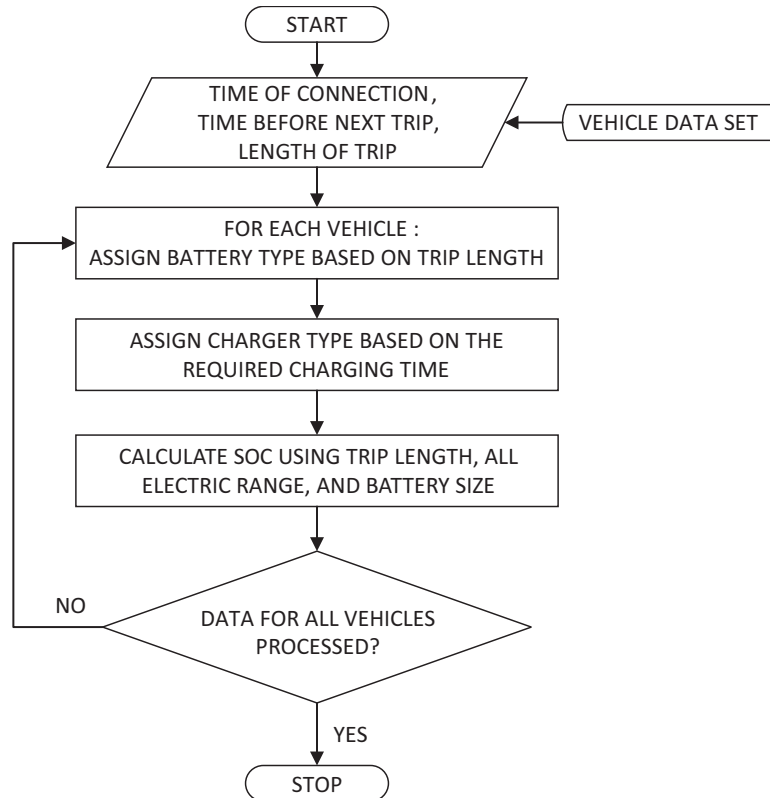 START
TIME OF CONNECTION,
TIME BEFORE NEXT TRIP,
LENGTH OF TRIP
VEHICLE DATA SET
FOR EACH VEHICLE :
ASSIGN BATTERY TYPE BASED ON TRIP LENGTH
ASSIGN CHARGER TYPE BASED ON THE
REQUIRED CHARGING TIME
CALCULATE SOC USING TRIP LENGTH, ALL
ELECTRIC RANGE, AND BATTERY SIZE
NO
DATA FOR ALL VEHICLES
PROCESSED?
YES
STOP